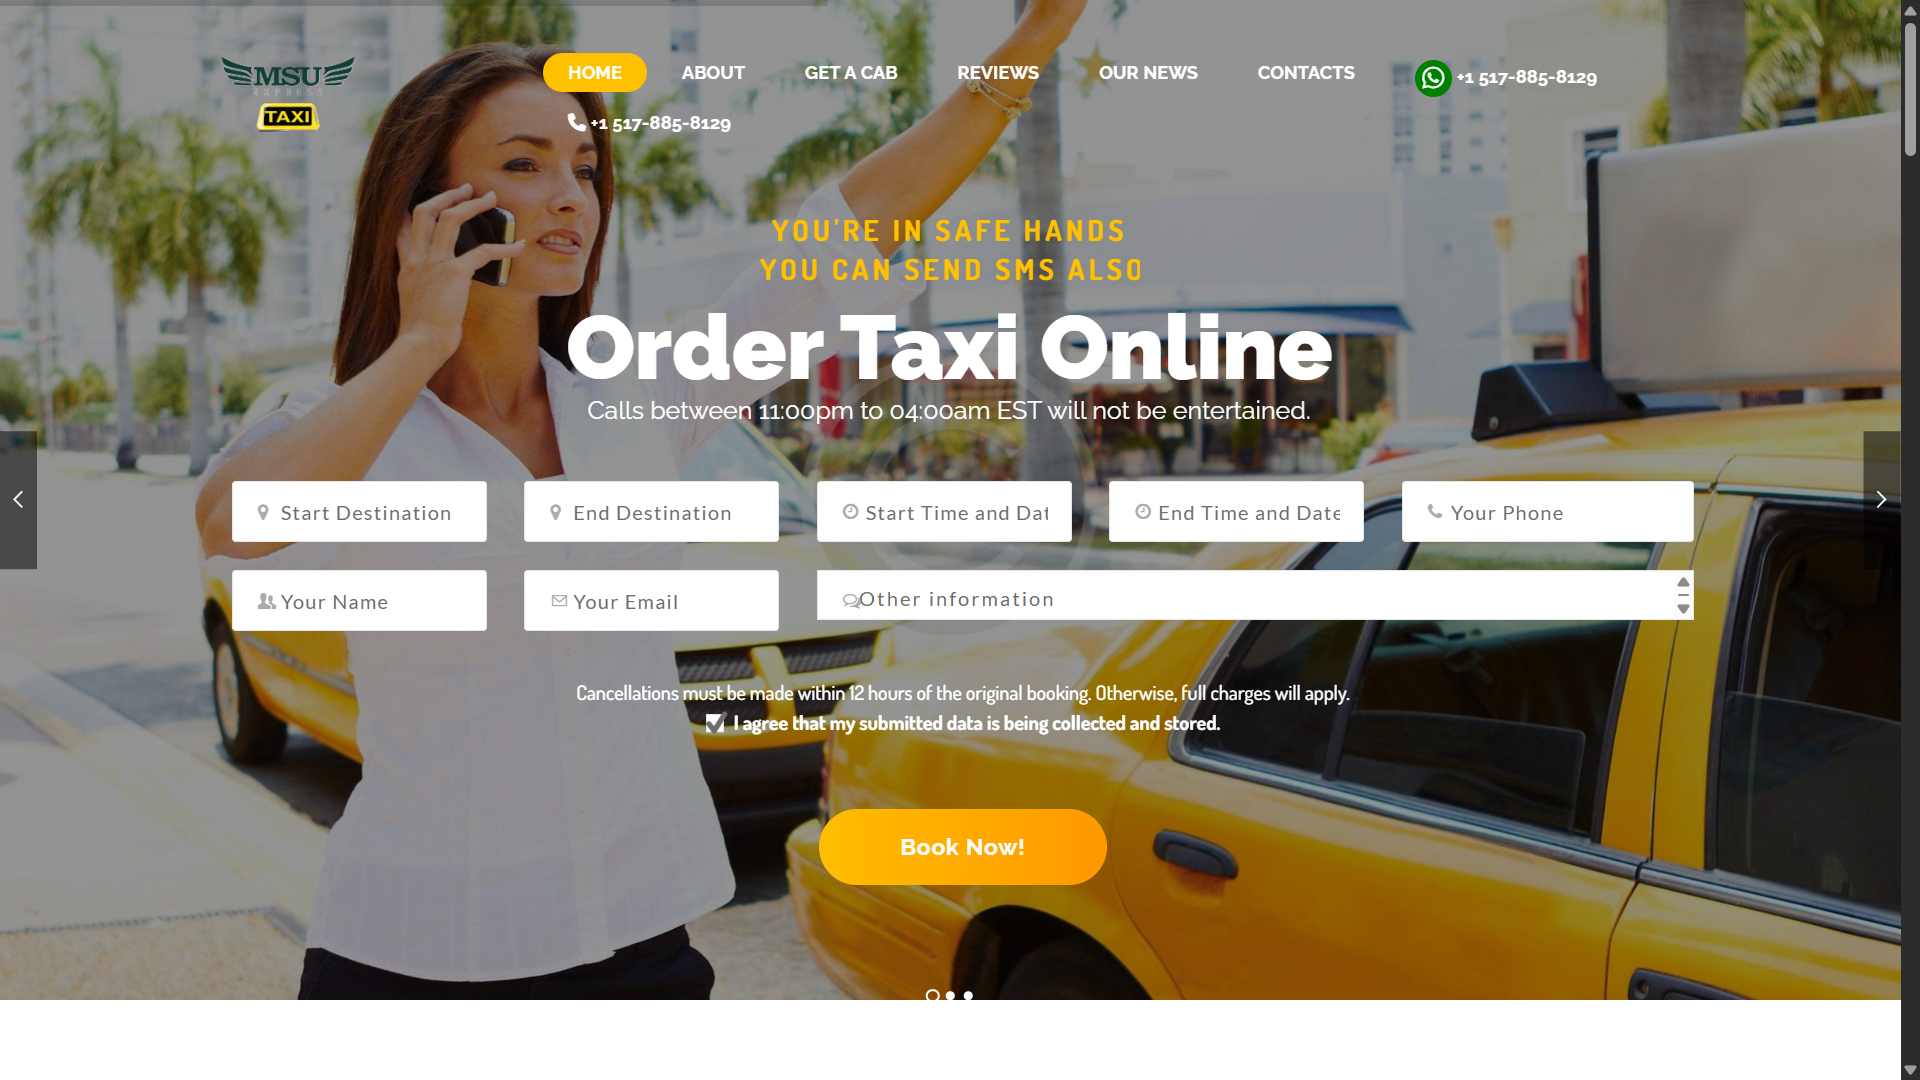 MSU
EXPRESS
TAXI
HOME
ABOUT
GET A CAB
REVIEWS
OUR NEWS
CONTACTS
+1 517-885-8129
+1 517-885-8129
YOU'RE IN SAFE HANDS
YOU CAN SEND SMS ALSO
Order Taxi Online
Calls between 11:00pm to 04:00am EST will not be entertained.
Start Destination
End Destination
Start Time and Dat
End Time and Date
Your Phone
Your Name
Your Email
Other information
Cancellations must be made within 12 hours of the original booking. Otherwise, full charges will apply.
I agree that my submitted data is being collected and stored.
Book Now!